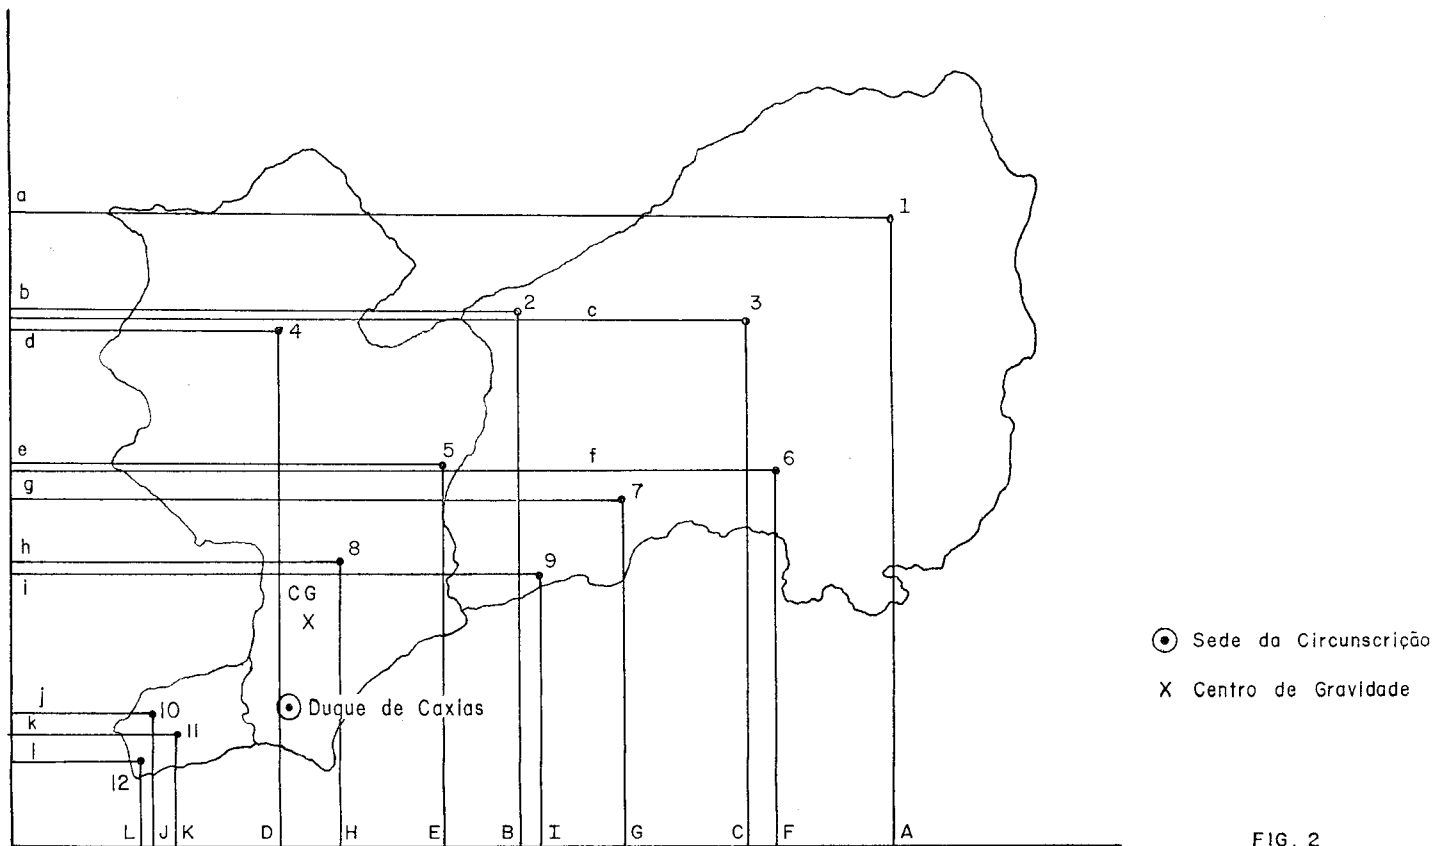 a
1
b
2
c
3
d
4
e
5
f
6
g
7
h
8
i
9
CG
X
Sede da Circunscrição
X Centro de Gravidade
j
10
Duque de Caxias
k
11
l
12
L J K D H E B I G C F A
FIG. 2